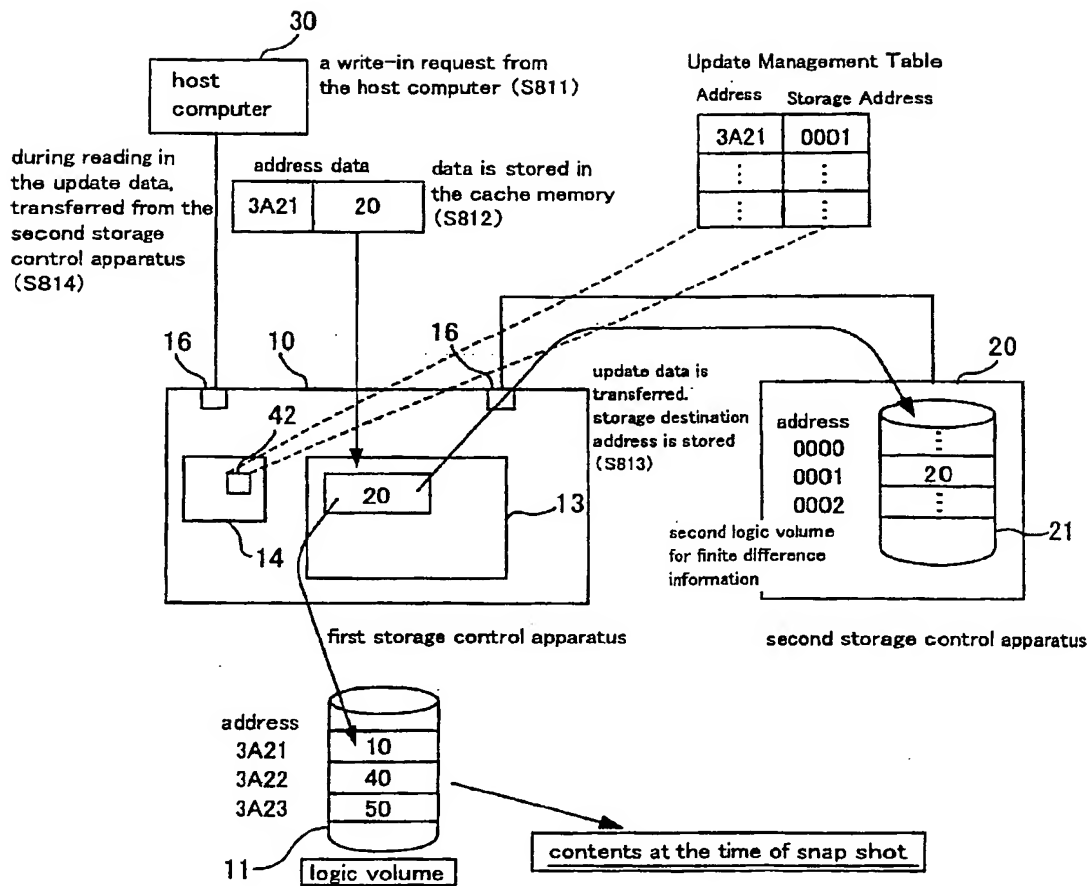 30
host
computer
a write-in request from
the host computer (S811)
Update Management Table
Address Storage Address
3A21 0001
⋮ ⋮
⋮ ⋮
during reading in
the update data,
transferred from the
second storage
control apparatus
(S814)
address data
3A21 20
data is stored in
the cache memory
(S812)
16
10
16
20
42
update data is
transferred.
storage destination
address is stored
(S813)
address
0000
0001
0002
⋮
20
⋮
20
13
14
21
second logic volume
for finite difference
information
first storage control apparatus
second storage control apparatus
address
3A21 10
3A22 40
3A23 50
11
logic volume
contents at the time of snap shot